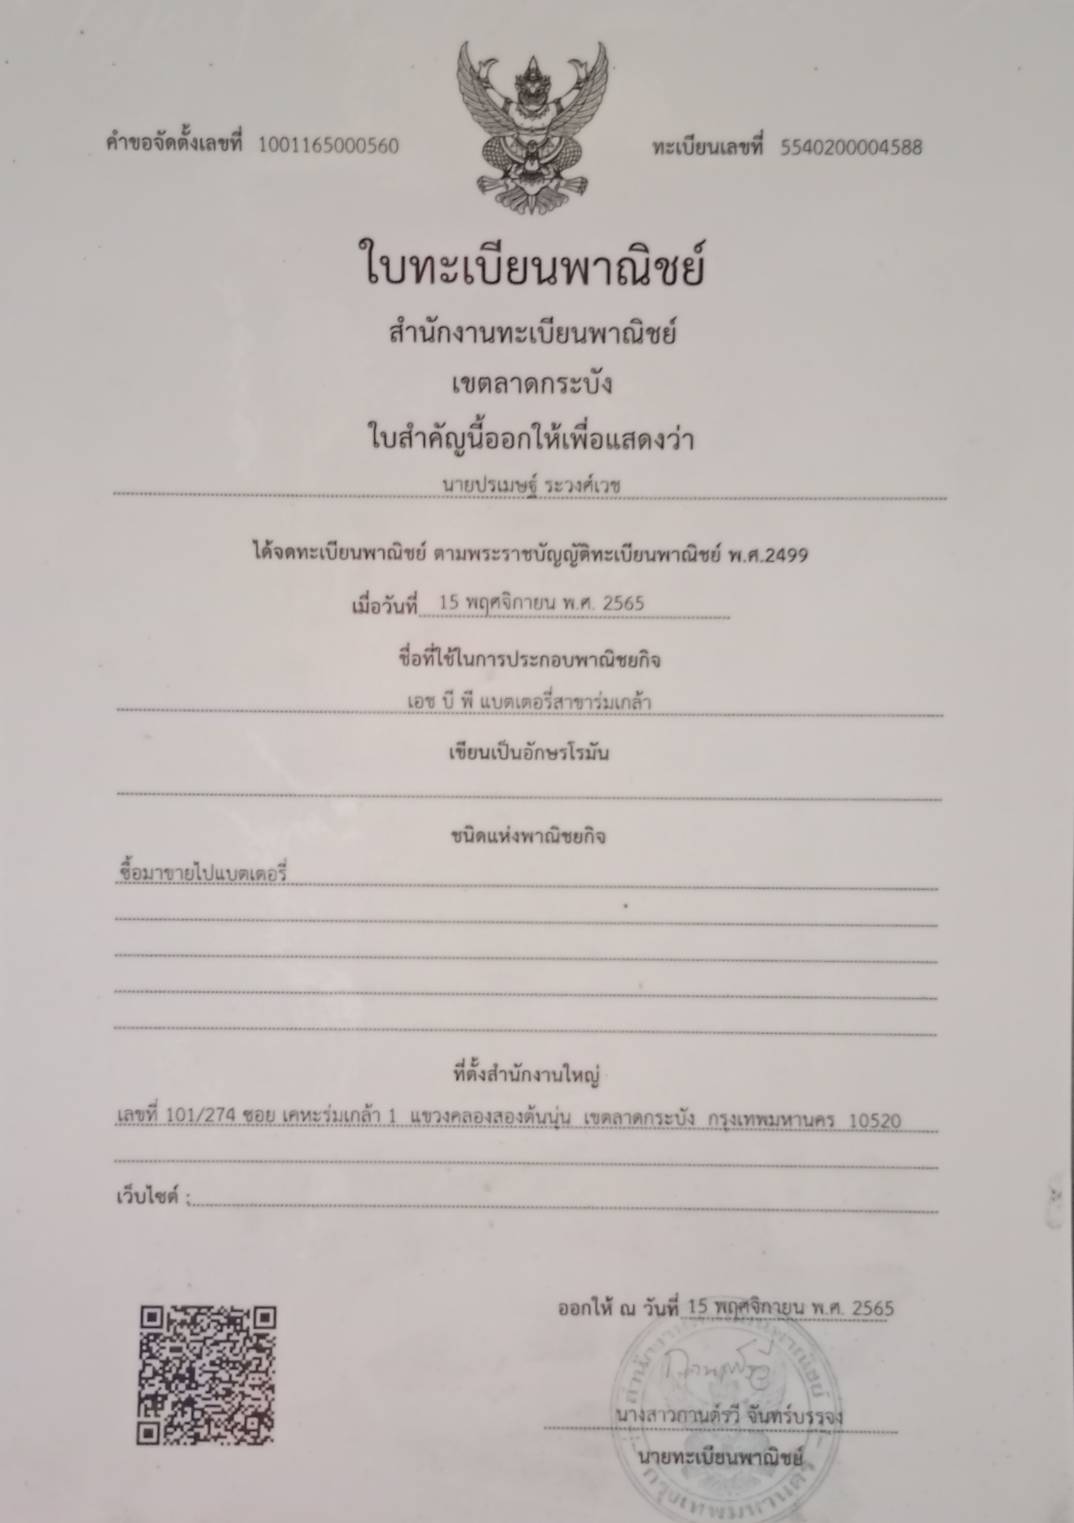 คำขอจัดตั้งเลขที่ 1001165000560
ทะเบียนเลขที่ 5540200004588
ใบทะเบียนพาณิชย์
สำนักงานทะเบียนพาณิชย์
เขตลาดกระบัง
ใบสำคัญนี้ออกให้เพื่อแสดงว่า
นายปรเมษฐ์ ระวงศ์เวช
ได้จดทะเบียนพาณิชย์ ตามพระราชบัญญัติทะเบียนพาณิชย์ พ.ศ.2499
เมื่อวันที่ 15 พฤศจิกายน พ.ศ. 2565
ชื่อที่ใช้ในการประกอบพาณิชยกิจ
เอช บี พี แบตเตอรี่สาขาร่มเกล้า
เขียนเป็นอักษรโรมัน
ชนิดแห่งพาณิชยกิจ
ซื้อมาขายไปแบตเตอรี่
ที่ตั้งสำนักงานใหญ่
เลขที่ 101/274 ซอย เคหะร่มเกล้า 1 แขวงคลองสองต้นนุ่น เขตลาดกระบัง กรุงเทพมหานคร 10520
เว็บไซต์ :
ออกให้ ณ วันที่ 15 พฤศจิกายน พ.ศ. 2565
นางสาวกานต์รวี จันทร์บรรจง
นายทะเบียนพาณิชย์
สำนักงานทะเบียนพาณิชย์
กรุงเทพมหานคร